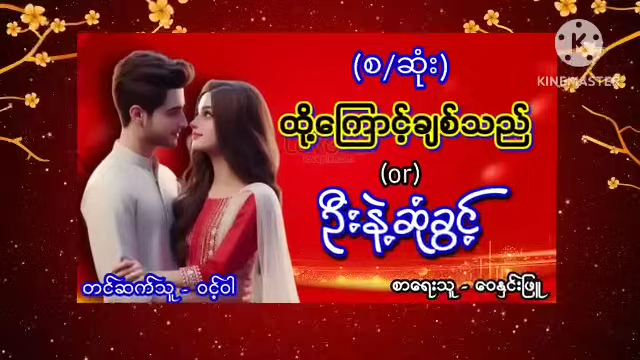 (စ/ဆုံး)
KINEMASTER
ထို့ကြောင့်ချစ်သည်
(or)
ဦးနဲ့ဆုံခွင့်
တင်ဆက်သူ - ဝင့်ဝါ
စာရေးသူ - ဝေနှင်းဖြူ